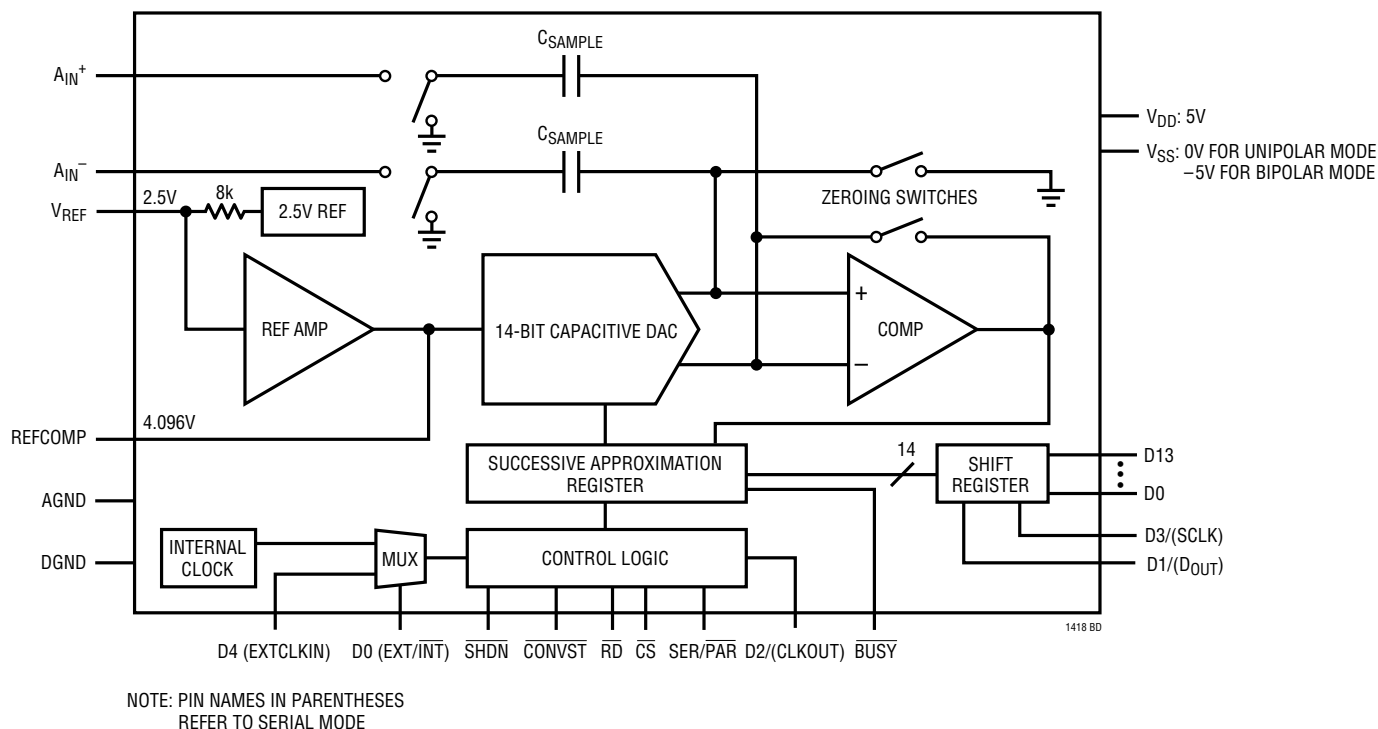 CSAMPLE
AIN+
CSAMPLE
VDD: 5V
VSS: 0V FOR UNIPOLAR MODE
–5V FOR BIPOLAR MODE
AIN–
2.5V
8k
2.5V REF
VREF
ZEROING SWITCHES
REF AMP
14-BIT CAPACITIVE DAC
+
COMP
–
4.096V
REFCOMP
SUCCESSIVE APPROXIMATION
REGISTER
14
SHIFT
REGISTER
D13
D0
AGND
D3/(SCLK)
DGND
INTERNAL
CLOCK
MUX
CONTROL LOGIC
D1/(DOUT)
1418 BD
D4 (EXTCLKIN)
D0 (EXT/INT)
SHDN
CONVST
RD
CS
SER/PAR
D2/(CLKOUT)
BUSY
NOTE: PIN NAMES IN PARENTHESES
REFER TO SERIAL MODE